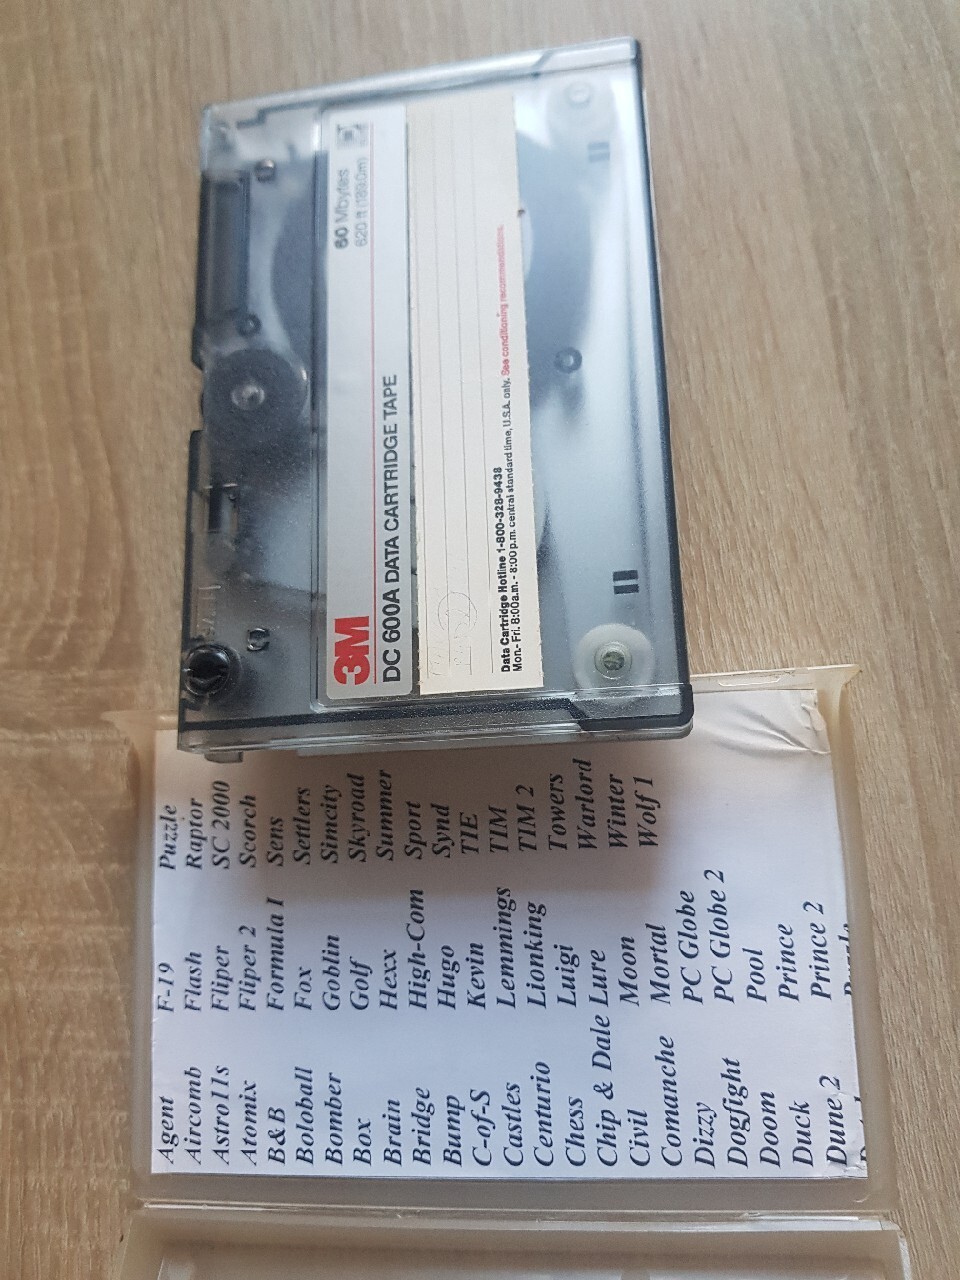 3M
DC 600A DATA CARTRIDGE TAPE
60 Mbytes
620 ft (189.0m)
Data Cartridge Hotline 1-800-328-9438
Mon.- Fri. 8:00a.m. - 8:00 p.m. central standard time, U.S.A. only. See conditioning recommendations.
Agent
Aircomb
Astro11s
Atomix
B&B
Boloball
Bomber
Box
Brain
Bridge
Bump
C-of-S
Castles
Centurio
Chess
Chip & Dale
Civil
Comanche
Dizzy
Dogfight
Doom
Duck
Dune 2
F-19
Flash
Fliper
Fliper 2
Formula I
Fox
Goblin
Golf
Hexx
High-Com
Hugo
Kevin
Lemmings
Lionking
Luigi
Lure
Moon
Mortal
PC Globe
PC Globe 2
Pool
Prince
Prince 2
Puzzle
Raptor
SC 2000
Scorch
Sens
Settlers
Simcity
Skyroad
Summer
Sport
Synd
TIE
TIM
TIM 2
Towers
Warlord
Winter
Wolf 1